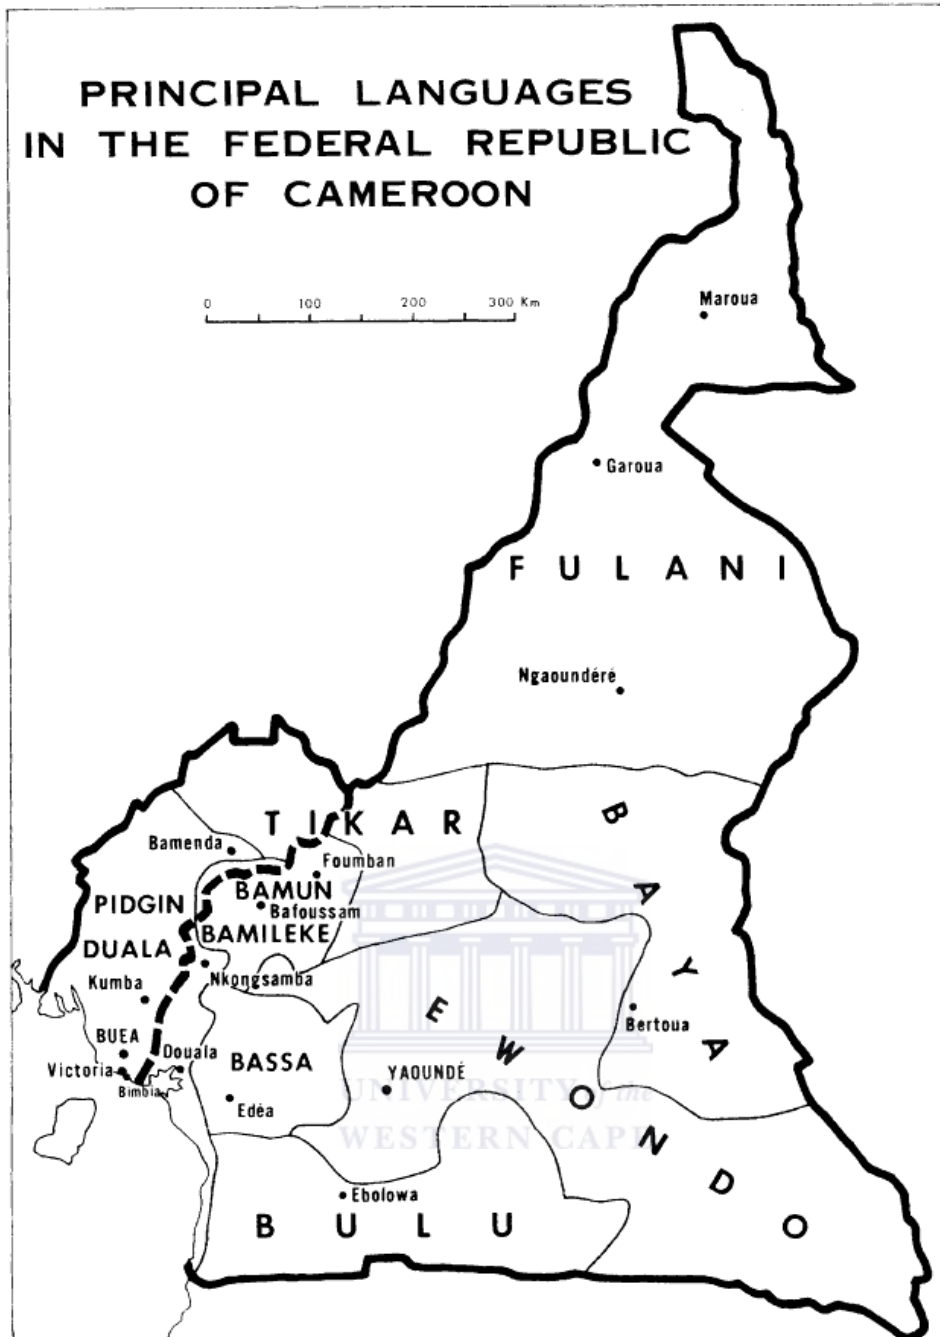 PRINCIPAL LANGUAGES
IN THE FEDERAL REPUBLIC
OF CAMEROON
0 100 200 300 Km
Maroua
Garoua
FULANI
Ngaoundéré
TIKAR
BAYA
Bamenda
Foumban
BAMUN
PIDGIN
Bafoussam
BAMILEKE
DUALA
Nkongsamba
Kumba
EWONDO
Bertoua
BUEA
Douala
BASSA
Victoria
YAOUNDÉ
Bimbia
Edéa
UNIVERSITY of the
WESTERN CAPE
Ebolowa
BULU